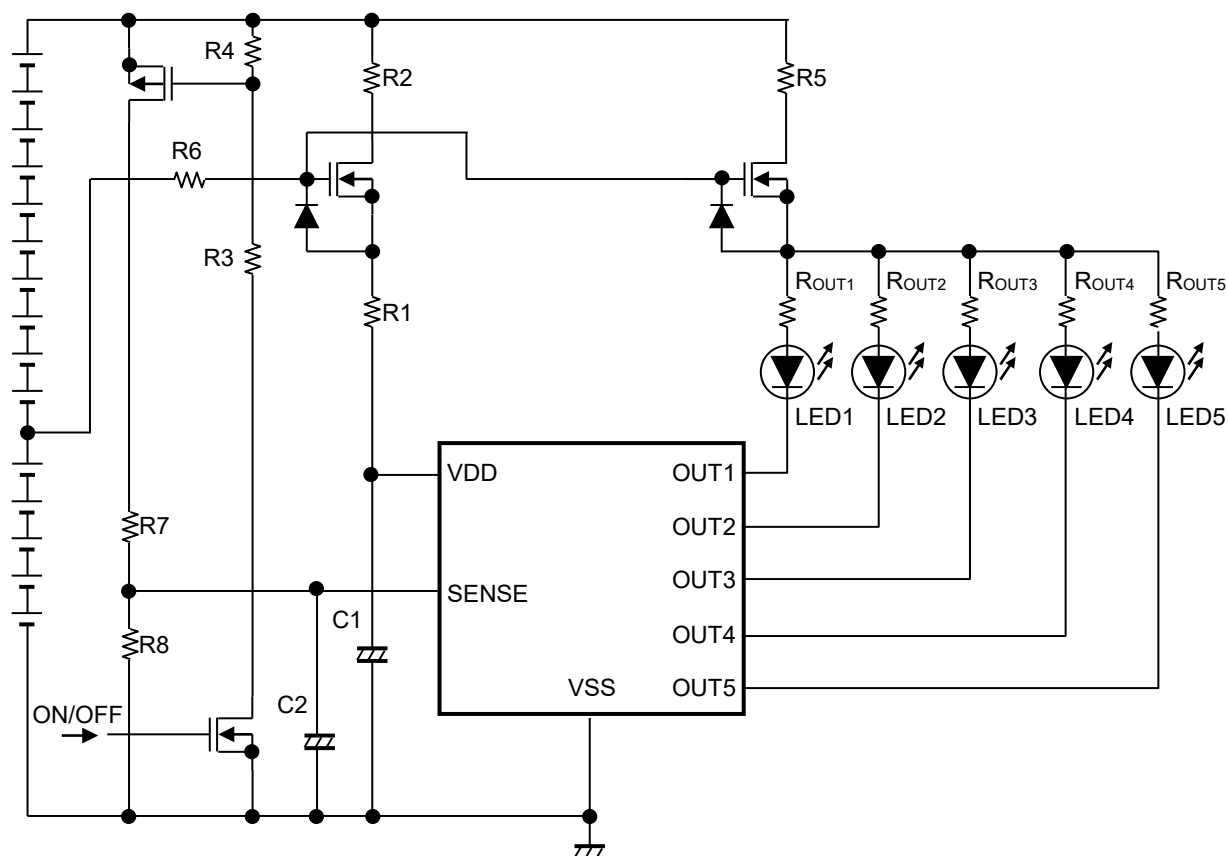 R4
R2
R5
R6
R3
R1
ROUT1
ROUT2
ROUT3
ROUT4
ROUT5
LED1
LED2
LED3
LED4
LED5
VDD
OUT1
R7
OUT2
OUT3
SENSE
C1
R8
OUT4
VSS
OUT5
C2
ON/OFF